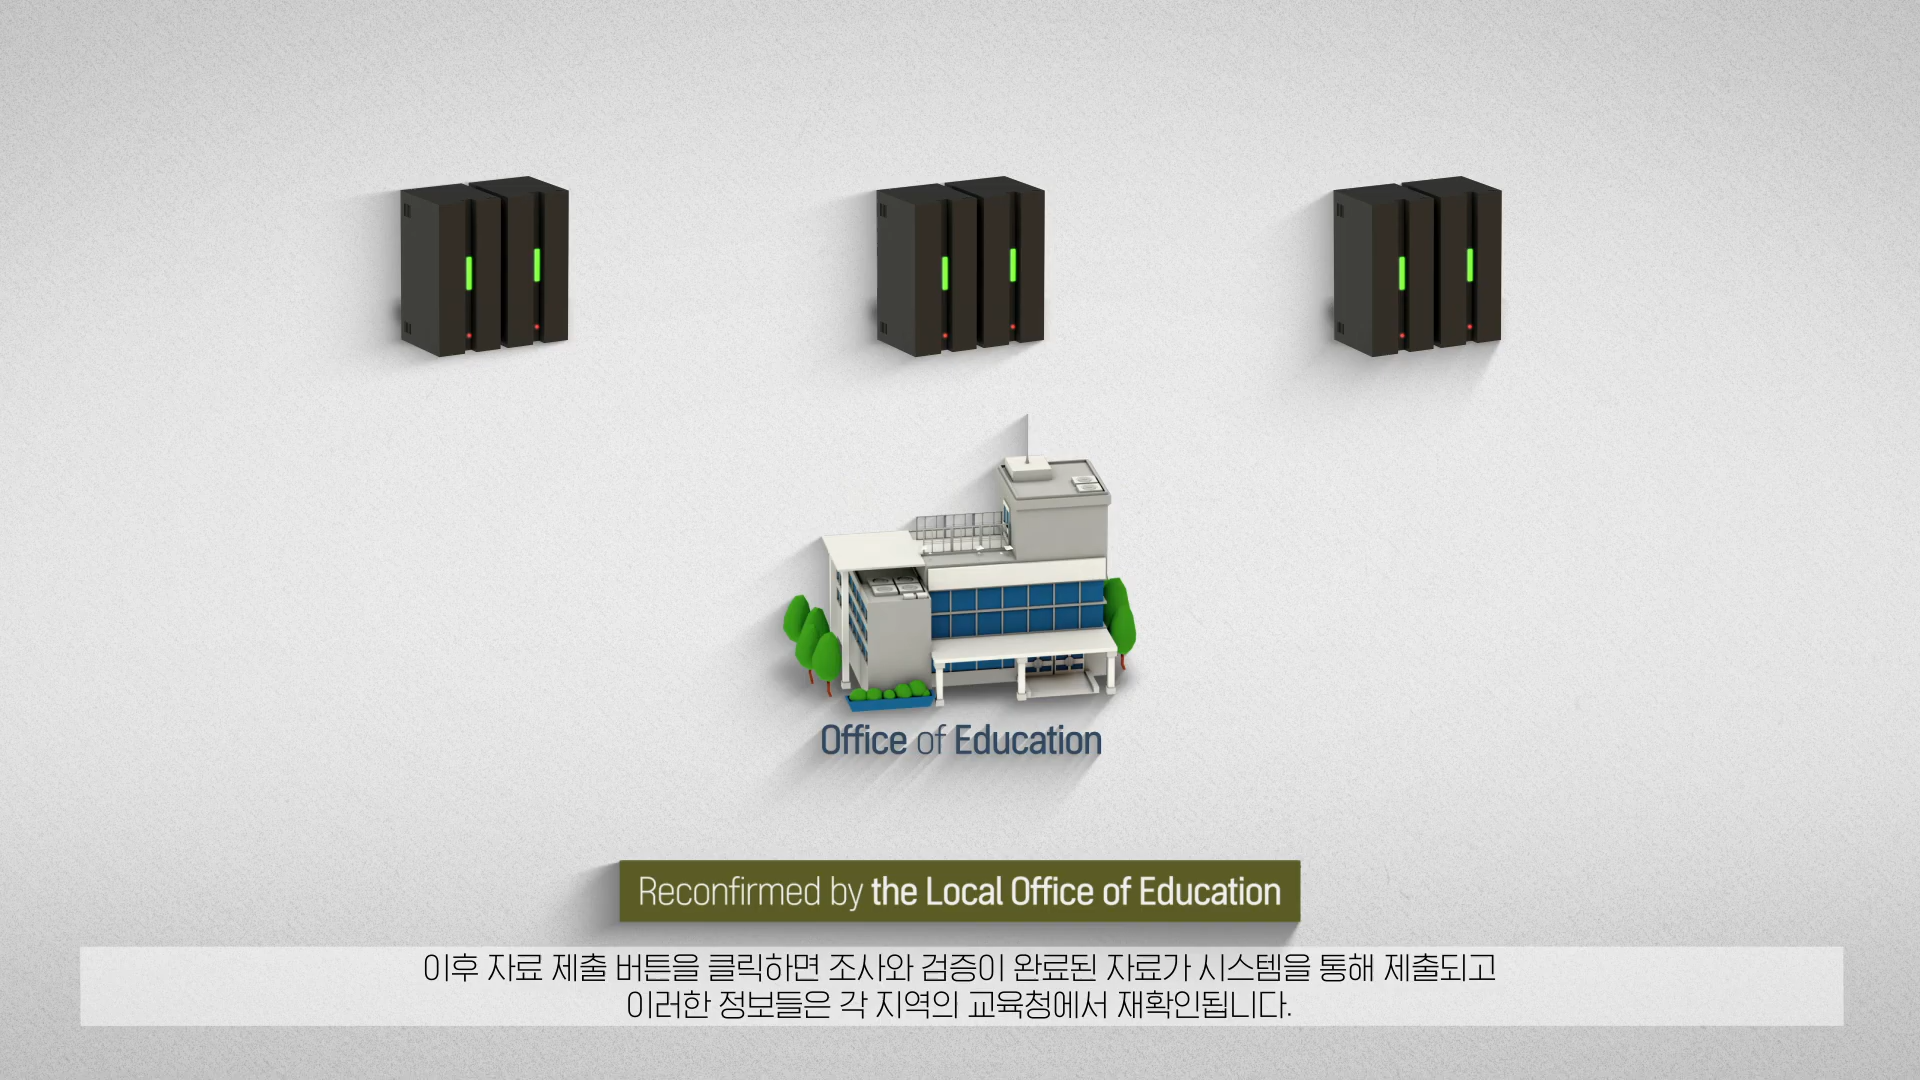 Office of Education
Reconfirmed by the Local Office of Education
이후 자료 제출 버튼을 클릭하면 조사와 검증이 완료된 자료가 시스템을 통해 제출되고
이러한 정보들은 각 지역의 교육청에서 재확인됩니다.